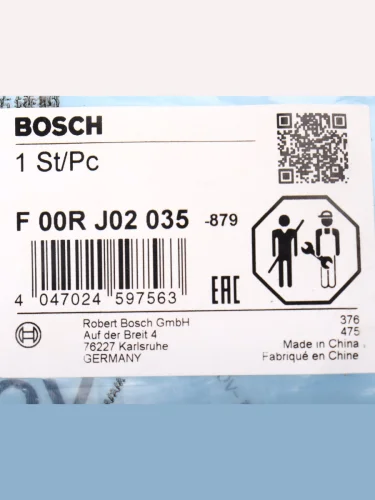 BOSCH
1 St/Pc
F 00R J02 035 -879
4 047024 597563
EAC
Robert Bosch GmbH
Auf der Breit 4
76227 Karlsruhe
GERMANY
376
475
Made in China
Fabriqué en Chine